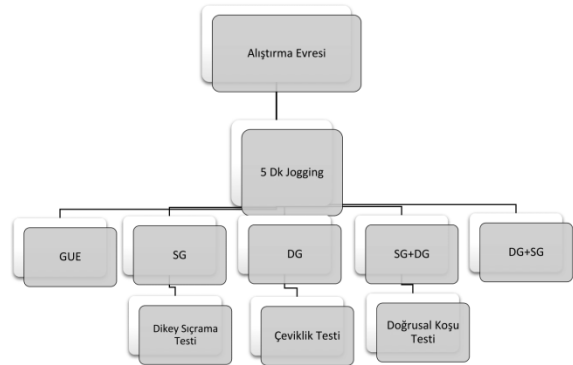 Alıştırma Evresi
5 Dk Jogging
GUE
SG
DG
SG+DG
DG+SG
Dikey Sıçrama
Testi
Çeviklik Testi
Doğrusal Koşu
Testi